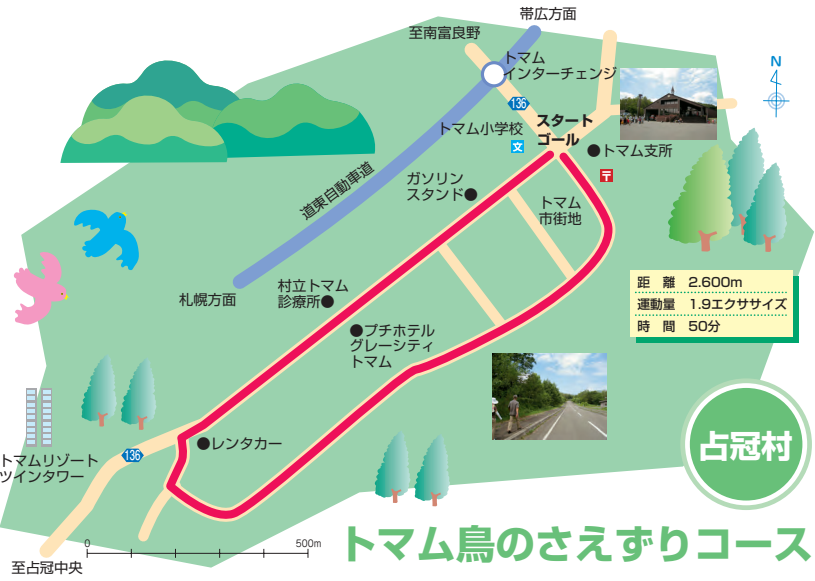 帯広方面
至南富良野
トマム
インターチェンジ
N
136
スタート
ゴール
トマム小学校
文
●トマム支所
〒
道東自動車道
ガソリン
スタンド●
トマム
市街地
札幌方面
村立トマム
診療所●
距 離 2.600m
運動量 1.9エクササイズ
時 間 50分
●プチホテル
グレーシティ
トマム
●レンタカー
占冠村
136
トマムリゾート
ツインタワー
0 500m
至占冠中央
トマム鳥のさえずりコース